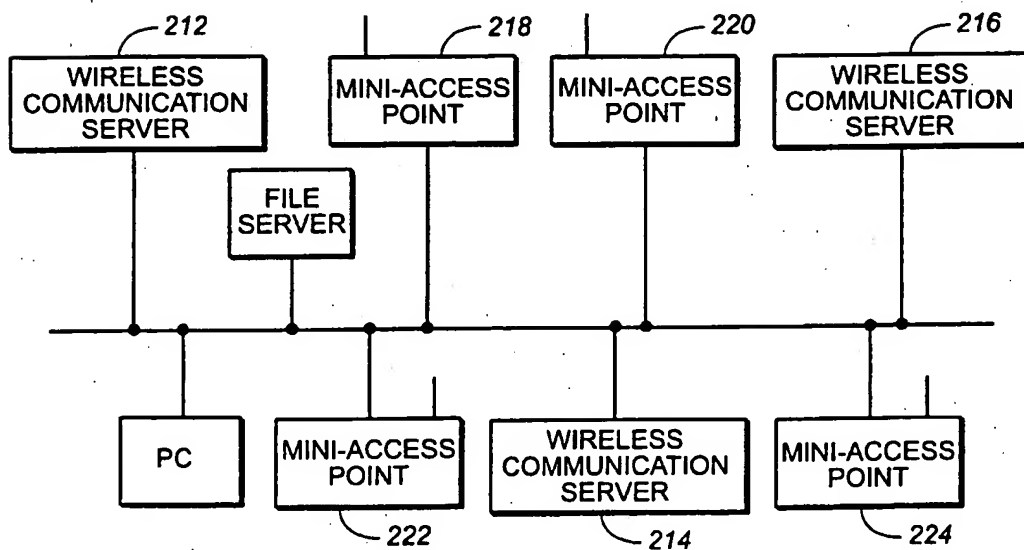 212
218
220
216
WIRELESS
COMMUNICATION
SERVER
MINI-ACCESS
POINT
MINI-ACCESS
POINT
WIRELESS
COMMUNICATION
SERVER
FILE
SERVER
PC
MINI-ACCESS
POINT
WIRELESS
COMMUNICATION
SERVER
MINI-ACCESS
POINT
222
214
224